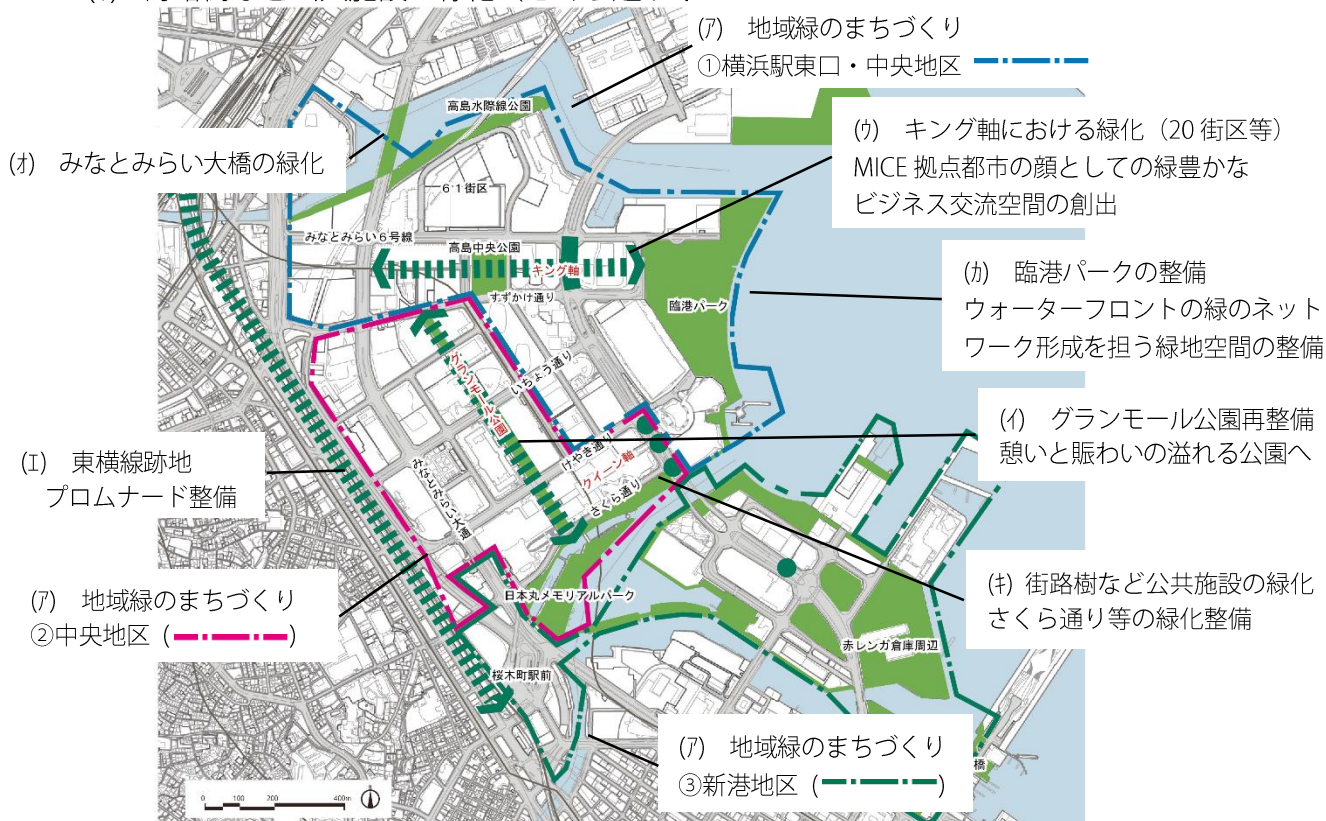 (ｱ) 地域緑のまちづくり
①横浜駅東口・中央地区
(ｳ) キング軸における緑化（20 街区等）
MICE 拠点都市の顔としての緑豊かな
ビジネス交流空間の創出
(ｵ) みなとみらい大橋の緑化
(ｶ) 臨港パークの整備
ウォーターフロントの緑のネット
ワーク形成を担う緑地空間の整備
(ｲ) グランモール公園再整備
憩いと賑わいの溢れる公園へ
(ｴ) 東横線跡地
プロムナード整備
(ｷ) 街路樹など公共施設の緑化
さくら通り等の緑化整備
(ｱ) 地域緑のまちづくり
②中央地区 ( )
(ｱ) 地域緑のまちづくり
③新港地区 ( )
高島水際線公園
61街区
みなとみらい6号線
高島中央公園
キング軸
すずかけ通り
臨港パーク
グランモール公園
いちょう通り
けやき通り
クイーン軸
さくら通り
みなとみらい大通
日本丸メモリアルパーク
赤レンガ倉庫周辺
桜木町駅前
橋
0 100 200 400m